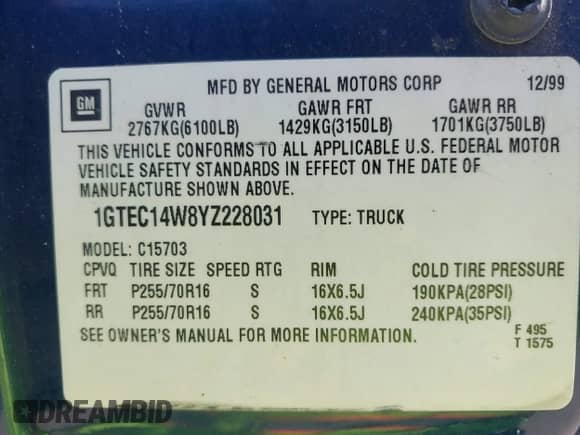 MFD BY GENERAL MOTORS CORP 12/99
GM
GVWR GAWR FRT GAWR RR
2767KG(6100LB) 1429KG(3150LB) 1701KG(3750LB)
THIS VEHICLE CONFORMS TO ALL APPLICABLE U.S. FEDERAL MOTOR
VEHICLE SAFETY STANDARDS IN EFFECT ON THE DATE OF
MANUFACTURE SHOWN ABOVE.
1GTEC14W8YZ228031 TYPE: TRUCK
MODEL: C15703
CPVQ TIRE SIZE SPEED RTG RIM COLD TIRE PRESSURE
FRT P255/70R16 S 16X6.5J 190KPA(28PSI)
RR P255/70R16 S 16X6.5J 240KPA(35PSI)
SEE OWNER'S MANUAL FOR MORE INFORMATION. F 495
T 1575
DREAMBID